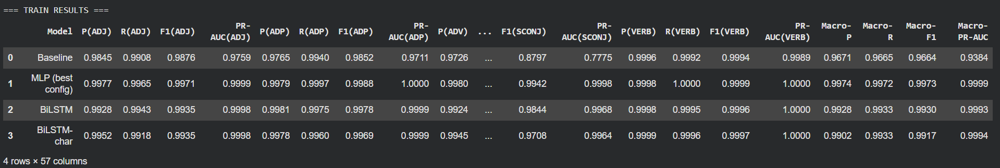 === TRAIN RESULTS ===
Model P(ADJ) R(ADJ) F1(ADJ) PR-AUC(ADJ) P(ADP) R(ADP) F1(ADP) PR-AUC(ADP) P(ADV) ... F1(SCONJ) PR-AUC(SCONJ) P(VERB) R(VERB) F1(VERB) PR-AUC(VERB) Macro-P Macro-R Macro-F1 Macro-PR-AUC
0 Baseline 0.9845 0.9908 0.9876 0.9759 0.9765 0.9940 0.9852 0.9711 0.9726 ... 0.8797 0.7775 0.9996 0.9992 0.9994 0.9989 0.9671 0.9665 0.9664 0.9384
1 MLP (best config) 0.9977 0.9965 0.9971 0.9999 0.9979 0.9997 0.9988 1.0000 0.9980 ... 0.9942 0.9998 0.9998 1.0000 0.9999 1.0000 0.9974 0.9972 0.9973 0.9999
2 BiLSTM 0.9928 0.9943 0.9935 0.9998 0.9981 0.9975 0.9978 0.9999 0.9924 ... 0.9844 0.9968 0.9998 0.9995 0.9996 1.0000 0.9928 0.9933 0.9930 0.9993
3 BiLSTM-char 0.9952 0.9918 0.9935 0.9998 0.9978 0.9960 0.9969 0.9999 0.9945 ... 0.9708 0.9964 0.9999 0.9996 0.9997 1.0000 0.9902 0.9933 0.9917 0.9994
4 rows × 57 columns